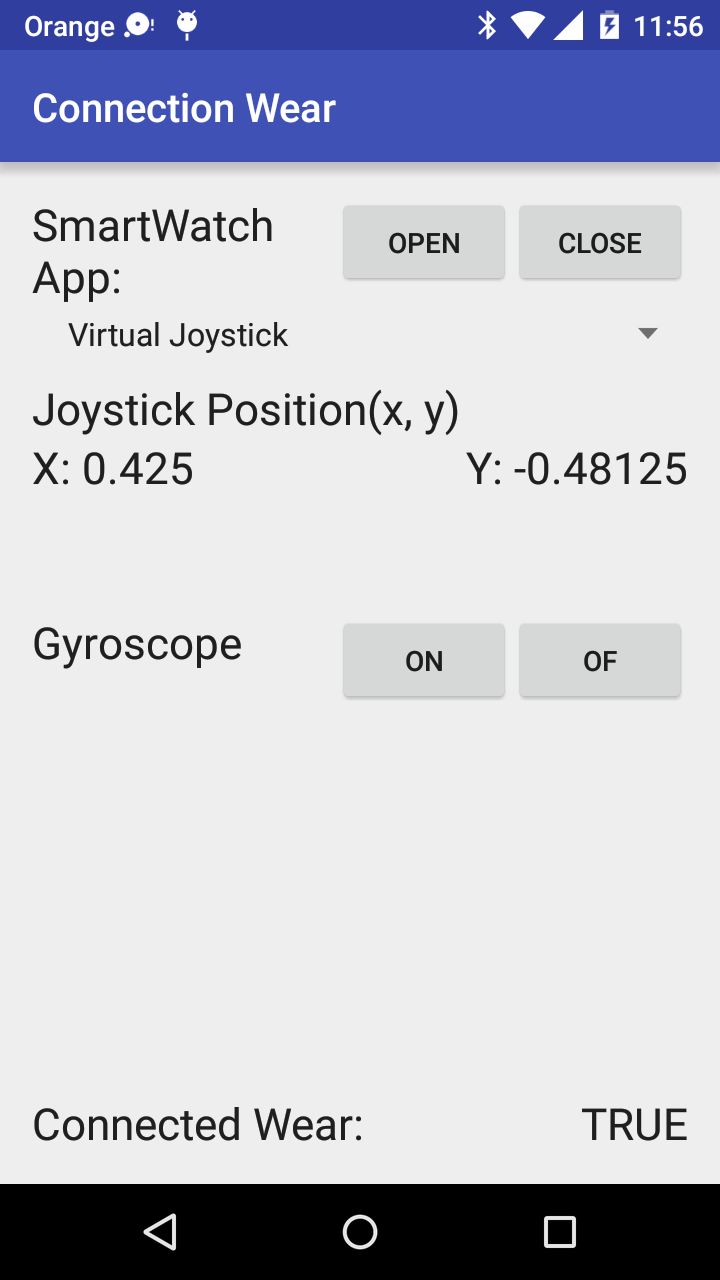 Orange 11:56
Connection Wear
SmartWatch App:
OPEN CLOSE
Virtual Joystick
Joystick Position(x, y)
X: 0.425 Y: -0.48125
Gyroscope ON OF
Connected Wear: TRUE